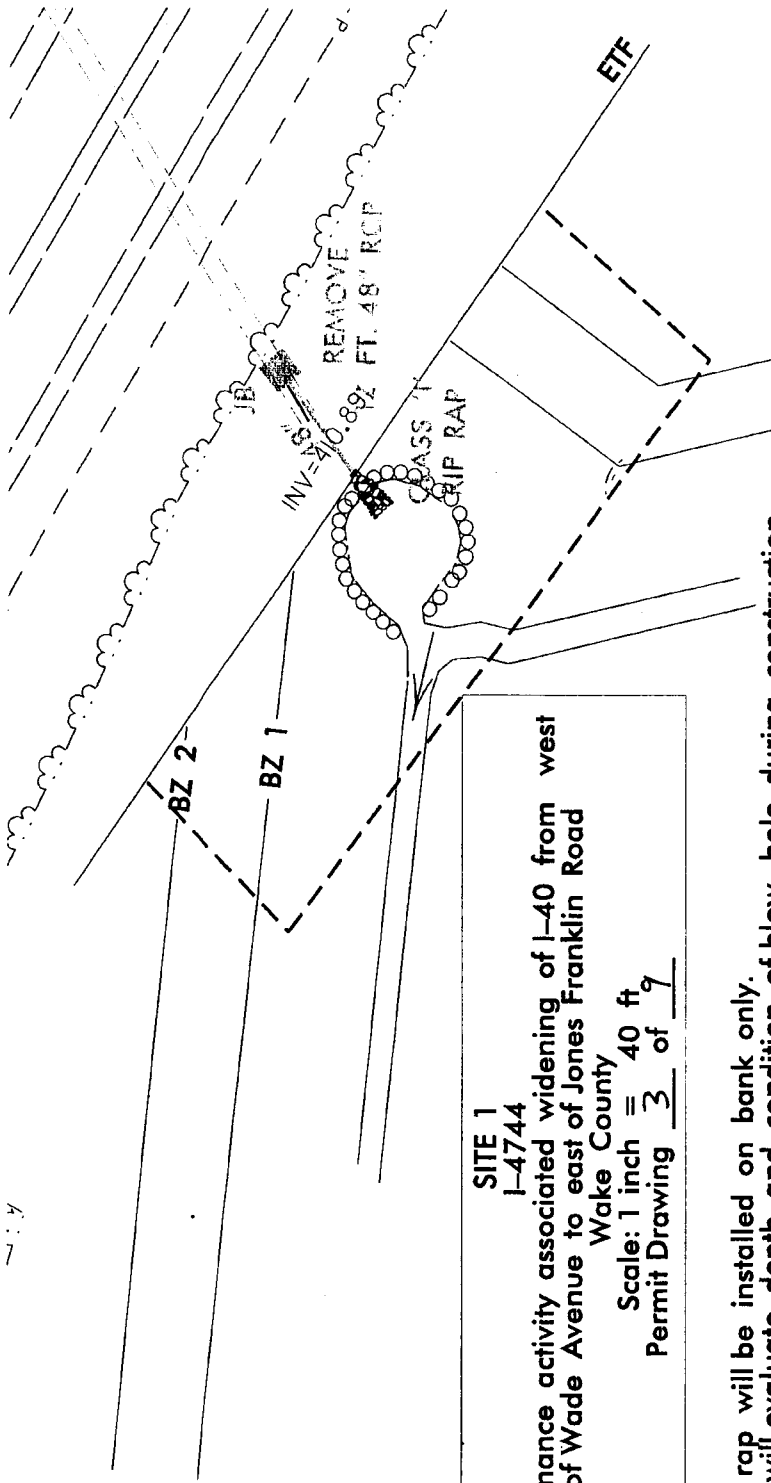 ETF
JB
REMOVE
12 FT. 48" RCP
48"
CLASS 'I'
RIP RAP
BZ 2
BZ 1
SITE 1
I-4744
nance activity associated widening of I-40 from west
of Wade Avenue to east of Jones Franklin Road
Wake County
Scale: 1 inch = 40 ft
Permit Drawing 3 of 9
rap will be installed on bank only.
will evaluate depth and condition of blow hole during construction